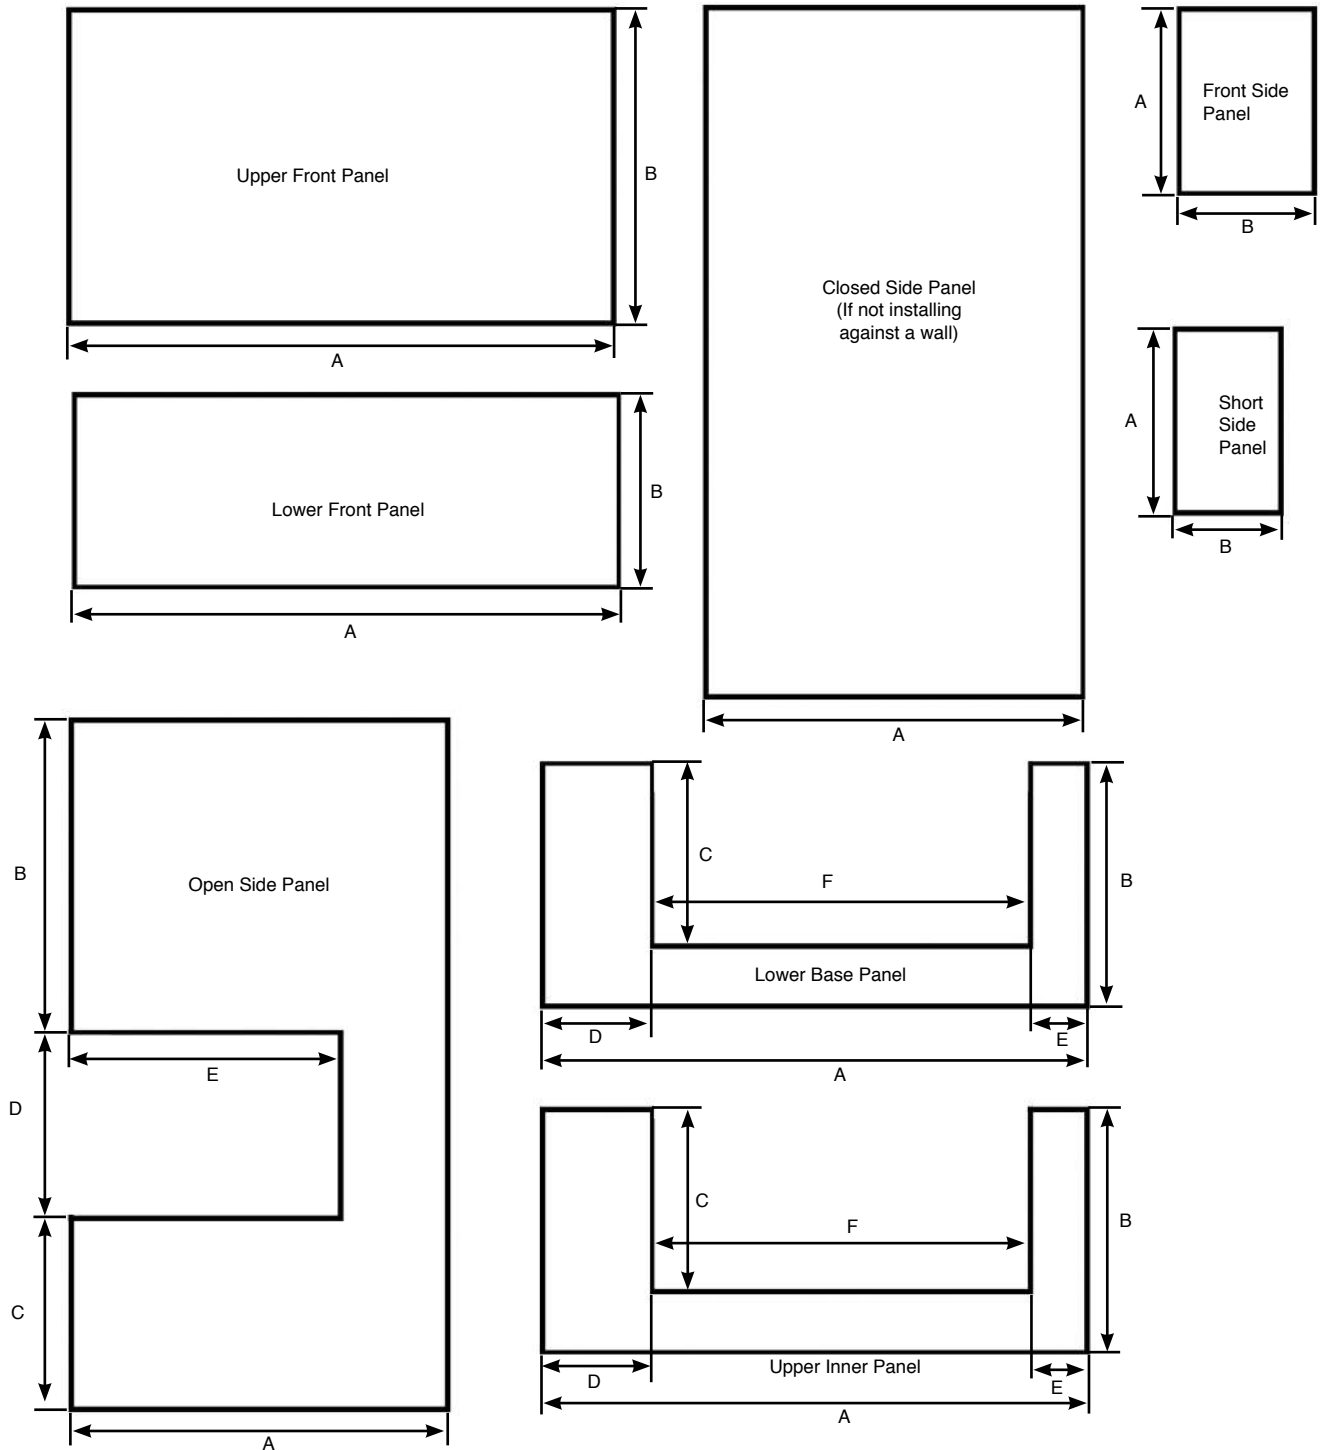 Upper Front Panel
B
A
Lower Front Panel
B
A
Closed Side Panel
(If not installing
against a wall)
A
A
Front Side
Panel
B
A
Short
Side
Panel
B
B
Open Side Panel
E
D
C
A
C
F
B
Lower Base Panel
D
E
A
C
F
B
Upper Inner Panel
D
E
A